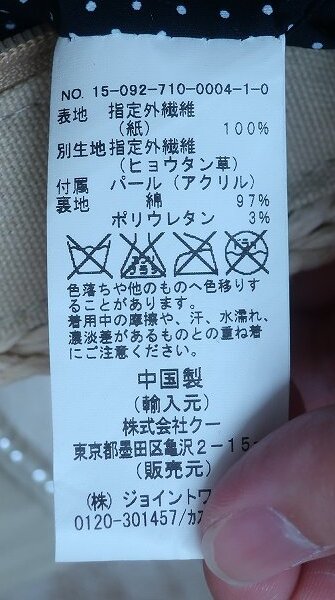 NO. 15-092-710-0004-1-0
表地 指定外繊維
(紙) 100%
別生地指定外繊維
(ヒョウタン草)
付属 パール (アクリル)
裏地 綿 97%
ポリウレタン 3%
色落ちや他のものへ色移りす
ることがあります。
着用中の摩擦や、汗、水濡れ、
濃淡差があるものとの重ね着
にご注意ください。
中国製
(輸入元)
株式会社クー
東京都墨田区亀沢2-15-
(販売元)
(株) ジョイントワ
0120-301457/カス